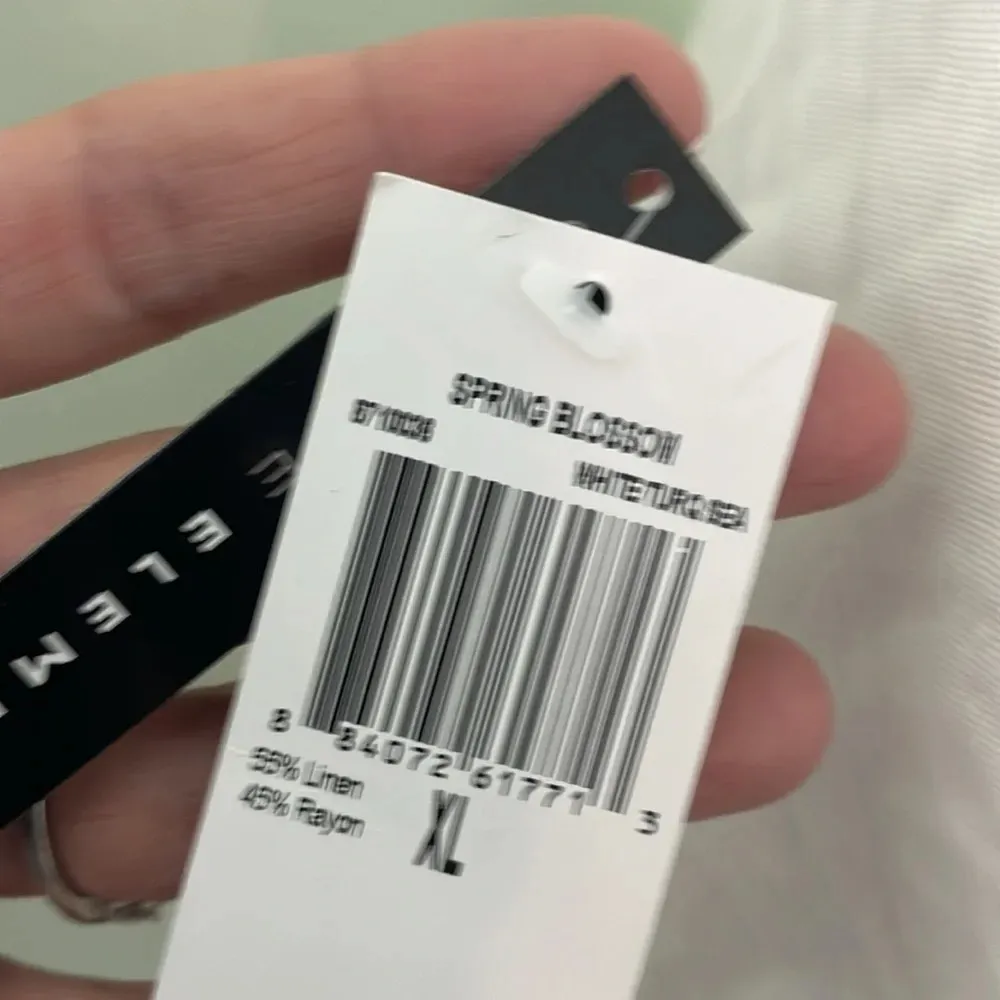 SPRING BLOSSOM
WHITE/TURQ SEA
8 84072 61771 3
55% Linen
45% Rayon
XL
ELEM